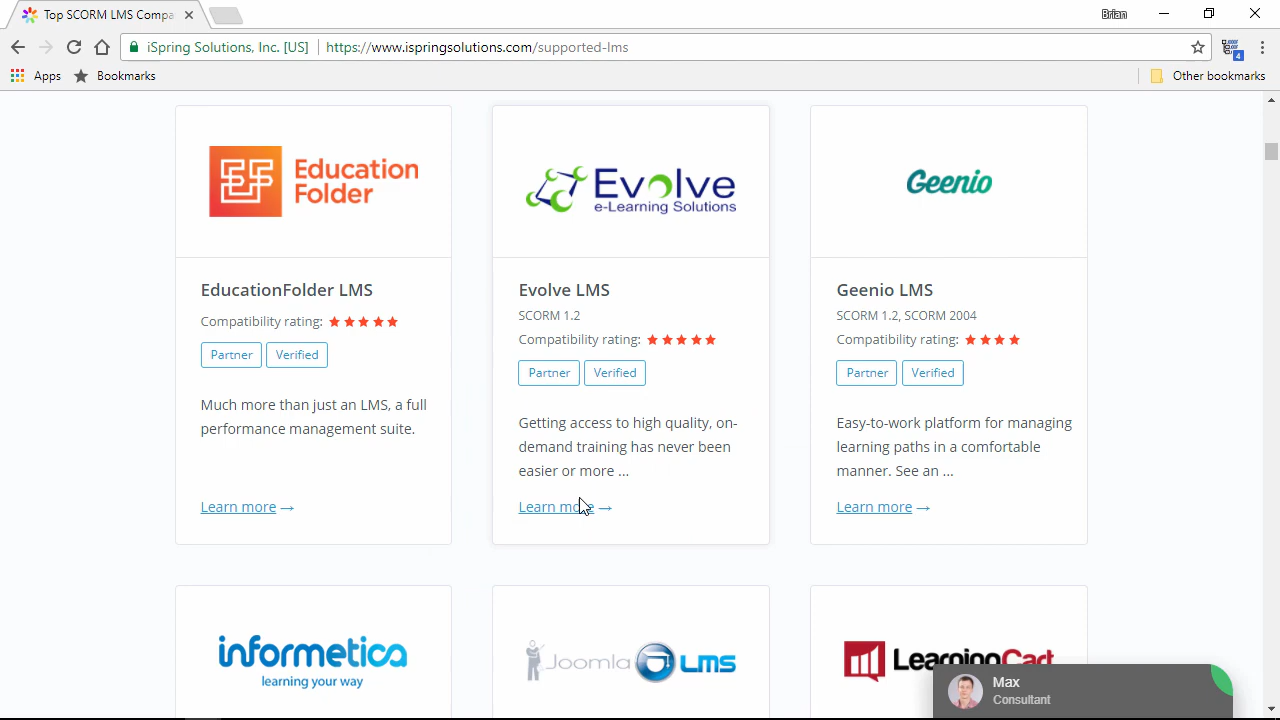 Top SCORM LMS Compa
Brian
iSpring Solutions, Inc. [US]
https://www.ispringsolutions.com/supported-lms
4
Apps
Bookmarks
Other bookmarks
EF
Education
Folder
EducationFolder LMS
Compatibility rating:
Partner
Verified
Much more than just an LMS, a full
performance management suite.
Learn more →
Evolve
e-Learning Solutions
Evolve LMS
SCORM 1.2
Compatibility rating:
Partner
Verified
Getting access to high quality, on-
demand training has never been
easier or more ...
Learn more →
Geenio
Geenio LMS
SCORM 1.2, SCORM 2004
Compatibility rating:
Partner
Verified
Easy-to-work platform for managing
learning paths in a comfortable
manner. See an ...
Learn more →
informetica
learning your way
Joomla LMS
LearningCart
Max
Consultant